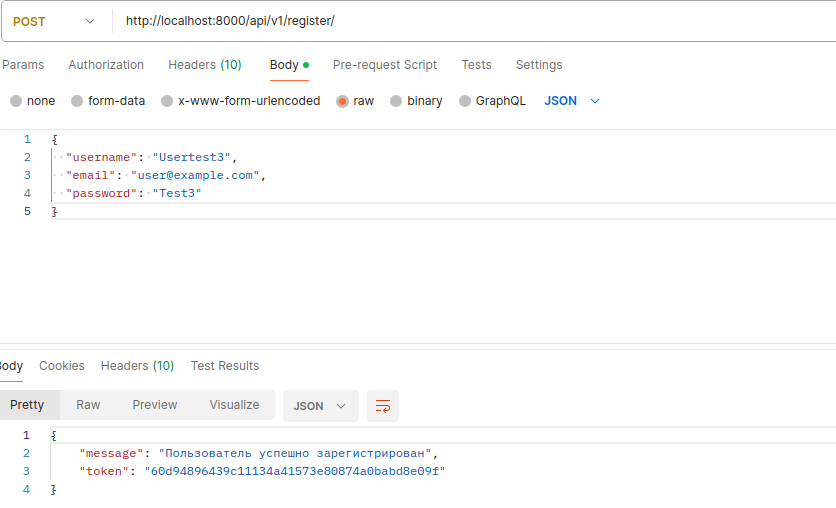 POST http://localhost:8000/api/v1/register/
Params Authorization Headers (10) Body Pre-request Script Tests Settings
none form-data x-www-form-urlencoded raw binary GraphQL JSON
1 {
2 "username": "Usertest3",
3 "email": "user@example.com",
4 "password": "Test3"
5 }
Body Cookies Headers (10) Test Results
Pretty Raw Preview Visualize JSON
1 {
2 "message": "Пользователь успешно зарегистрирован",
3 "token": "60d94896439c11134a41573e80874a0babd8e09f"
4 }